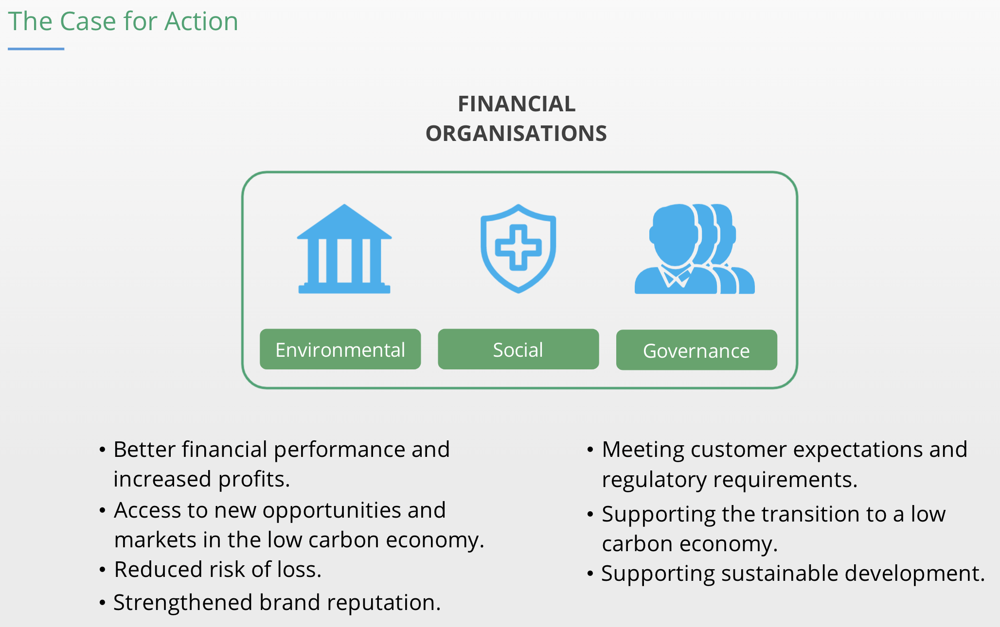 The Case for Action
FINANCIAL
ORGANISATIONS
Environmental
Social
Governance
• Better financial performance and
increased profits.
• Access to new opportunities and
markets in the low carbon economy.
• Reduced risk of loss.
• Strengthened brand reputation.
• Meeting customer expectations and
regulatory requirements.
• Supporting the transition to a low
carbon economy.
• Supporting sustainable development.